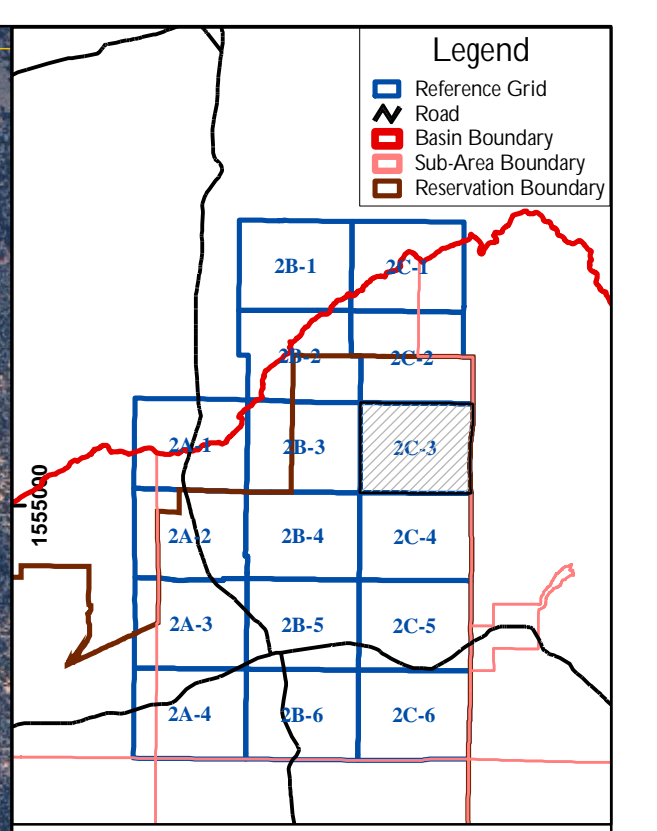 Legend
Reference Grid
Road
Basin Boundary
Sub-Area Boundary
Reservation Boundary
2B-1
2C-1
2B-2
2C-2
2A-1
2B-3
2C-3
1555000
2A-2
2B-4
2C-4
2A-3
2B-5
2C-5
2A-4
2B-6
2C-6